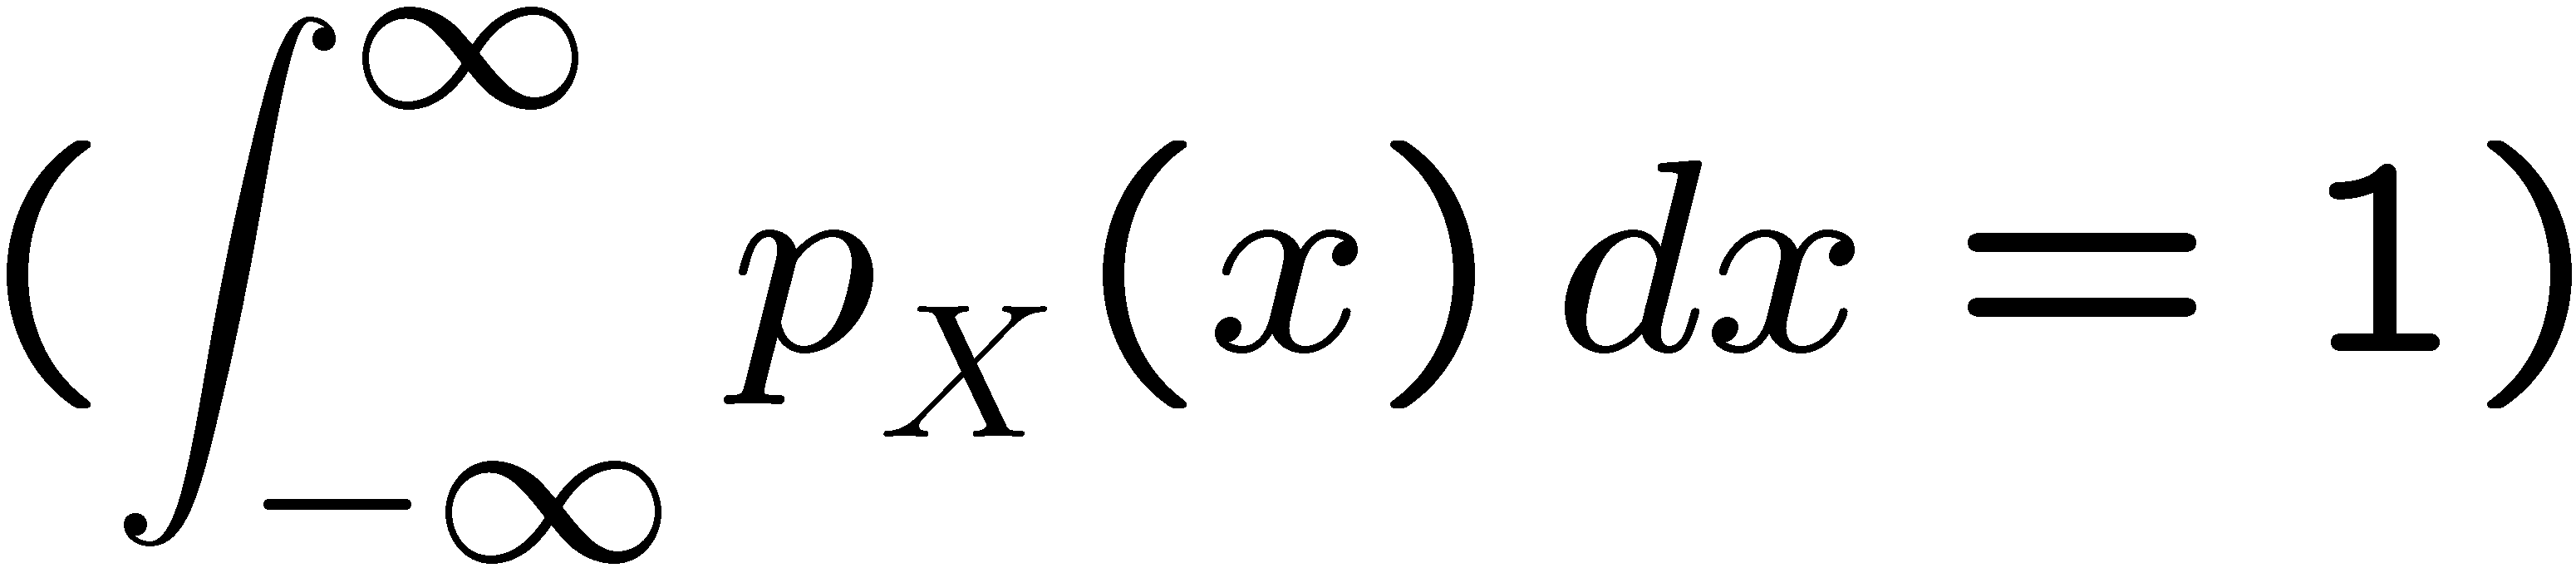 (∫_{-∞}^{∞} p_X(x) dx = 1)